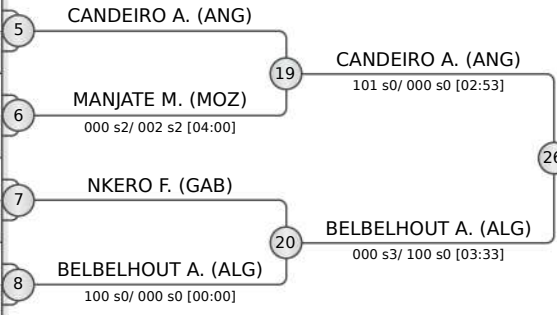 CANDEIRO A. (ANG)
5
19
CANDEIRO A. (ANG)
101 s0/ 000 s0 [02:53]
MANJATE M. (MOZ)
6
000 s2/ 002 s2 [04:00]
26
NKERO F. (GAB)
7
20
BELBELHOUT A. (ALG)
000 s3/ 100 s0 [03:33]
BELBELHOUT A. (ALG)
8
100 s0/ 000 s0 [00:00]